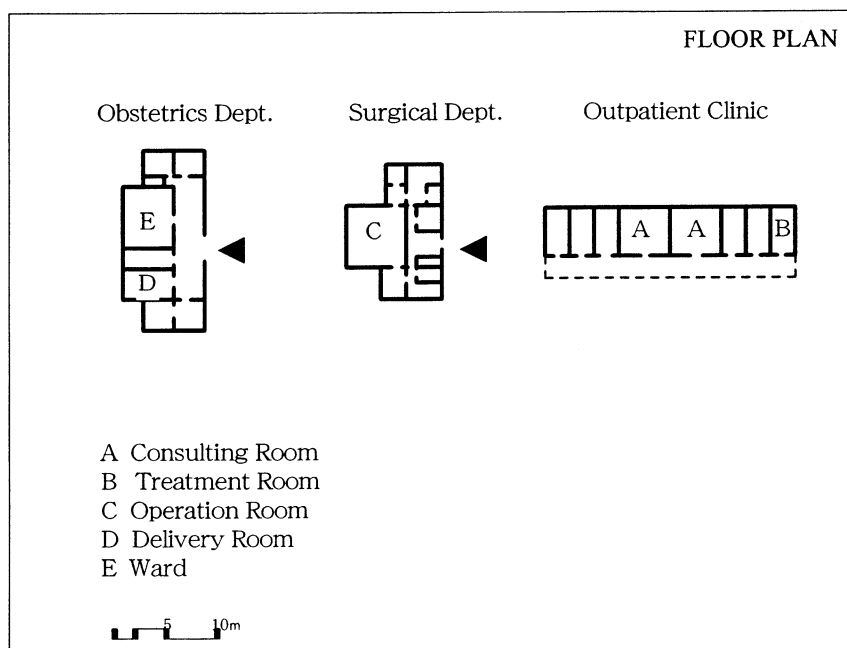 FLOOR PLAN
Obstetrics Dept. Surgical Dept. Outpatient Clinic
E
D
C
A A B
A Consulting Room
B Treatment Room
C Operation Room
D Delivery Room
E Ward
5 10m